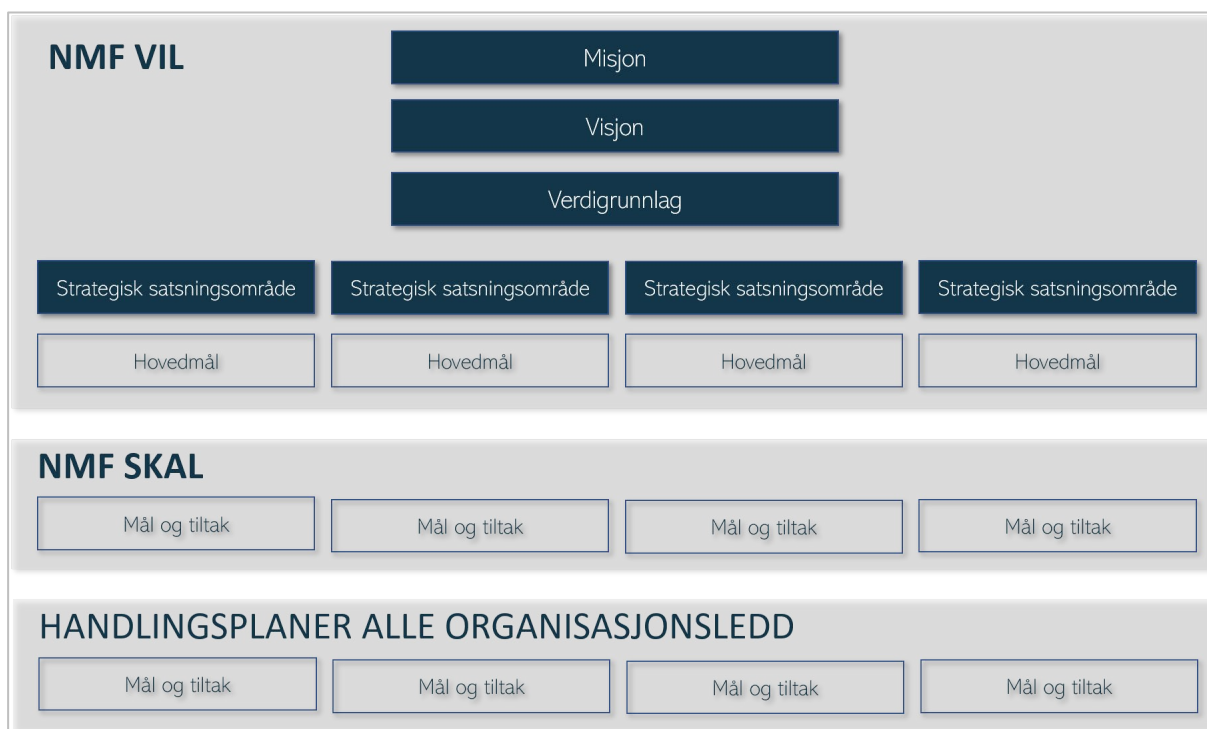 NMF VIL
Misjon
Visjon
Verdigrunnlag
Strategisk satsningsområde Strategisk satsningsområde Strategisk satsningsområde Strategisk satsningsområde
Hovedmål Hovedmål Hovedmål Hovedmål
NMF SKAL
Mål og tiltak Mål og tiltak Mål og tiltak Mål og tiltak
HANDLINGSPLANER ALLE ORGANISASJONSLEDD
Mål og tiltak Mål og tiltak Mål og tiltak Mål og tiltak